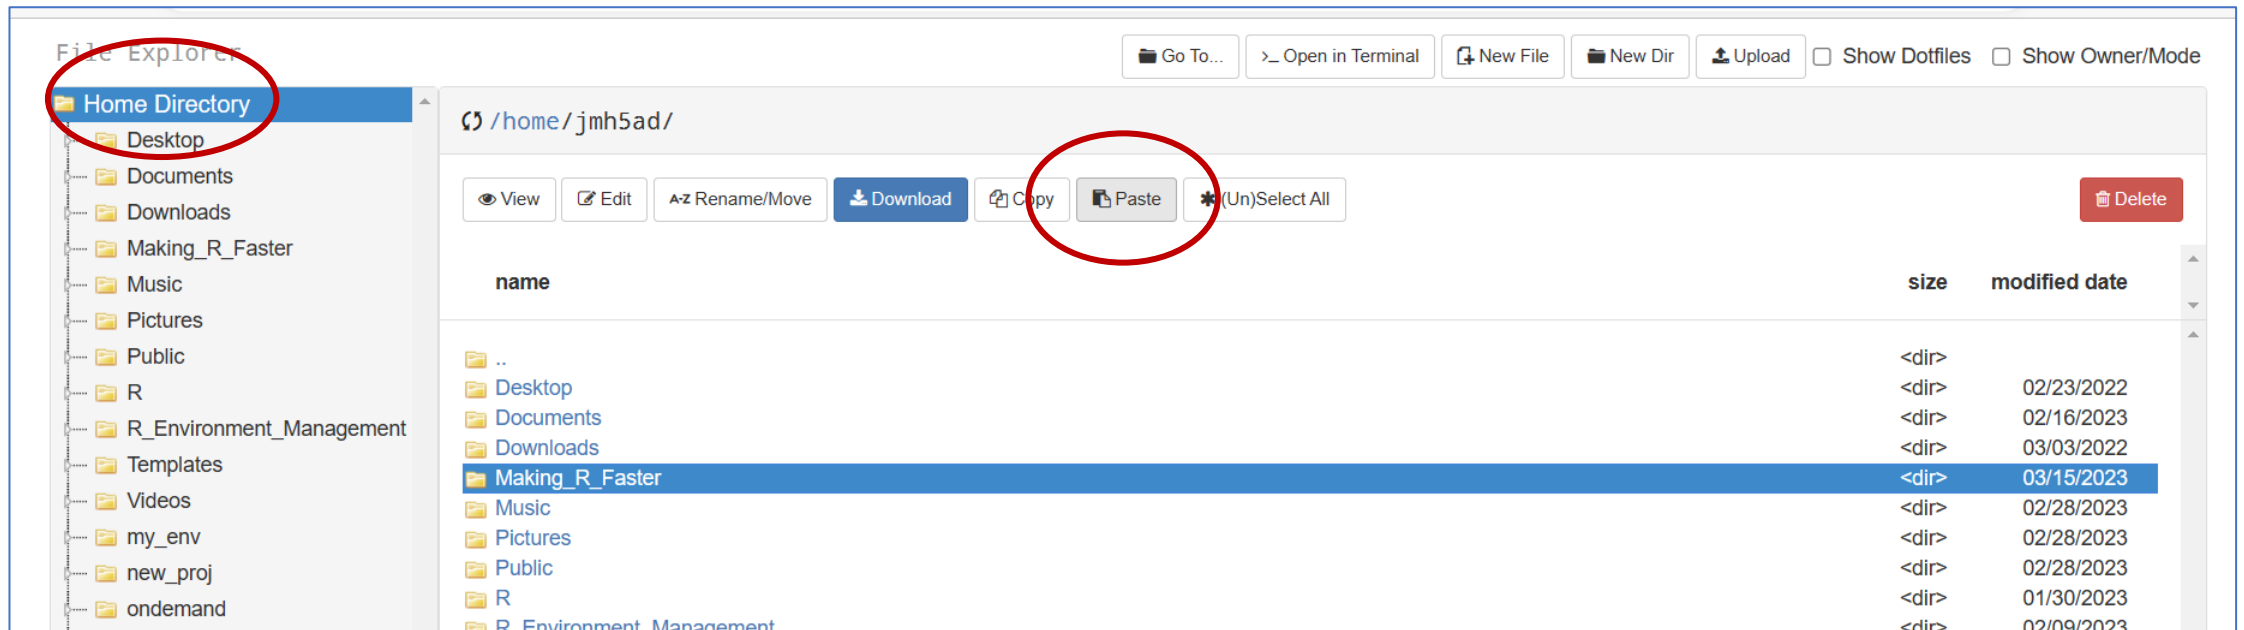 File Explorer
Go To... >_ Open in Terminal New File New Dir Upload Show Dotfiles Show Owner/Mode
Home Directory
Desktop
Documents
Downloads
Making_R_Faster
Music
Pictures
Public
R
R_Environment_Management
Templates
Videos
my_env
new_proj
ondemand
/home/jmh5ad/
View Edit A-Z Rename/Move Download Copy Paste (Un)Select All Delete
name size modified date
.. <dir>
Desktop <dir> 02/23/2022
Documents <dir> 02/16/2023
Downloads <dir> 03/03/2022
Making_R_Faster <dir> 03/15/2023
Music <dir> 02/28/2023
Pictures <dir> 02/28/2023
Public <dir> 02/28/2023
R <dir> 01/30/2023
R_Environment_Management <dir> 02/09/2023